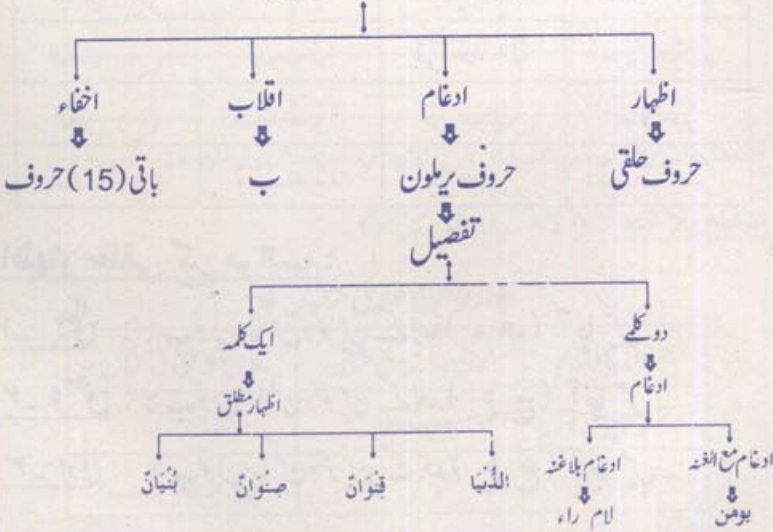 اظہار ادغام اقلاب اخفاء
حروف حلقی حروف یرملون ب باقی (15) حروف
تفصیل
دو کلمے ایک کلمہ
ادغام اظہار مطلق
ادغام مع الغنہ ادغام بلاغنہ الدُّنْيَا قِنْوَانٌ صِنْوَانٌ بُنْيَانٌ
یومن لام راء